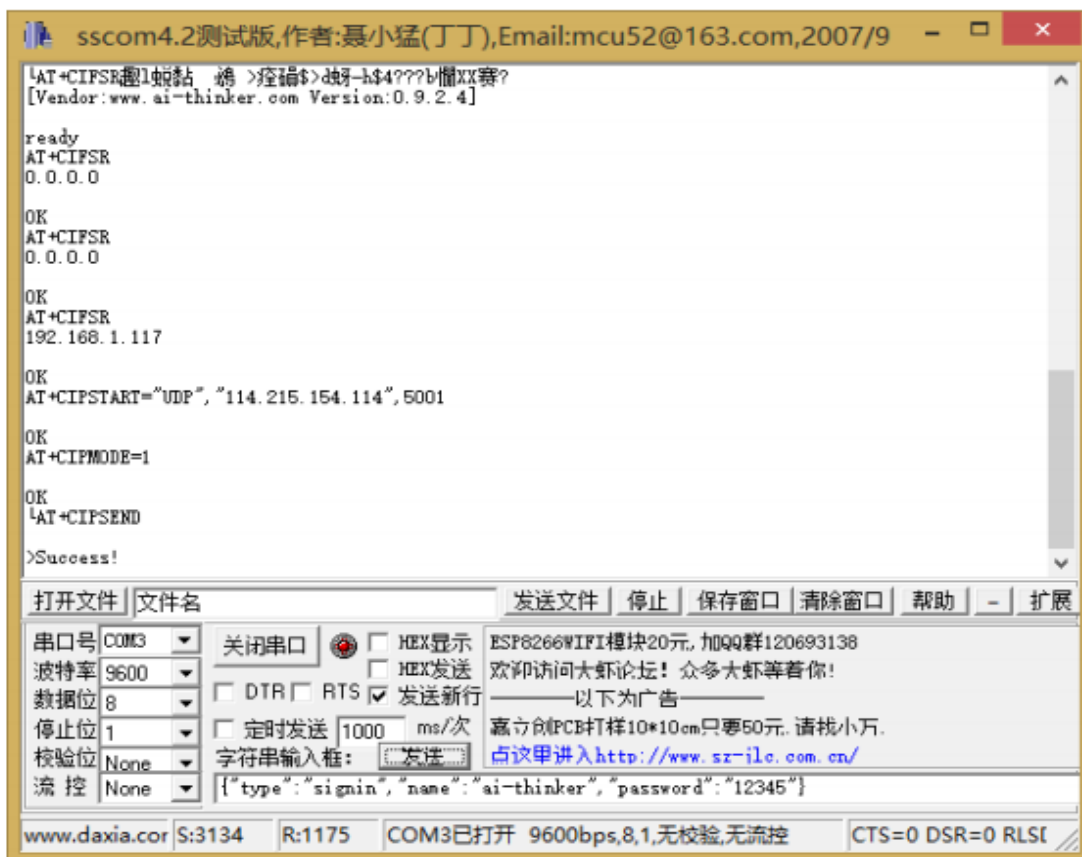 sscom4.2测试版,作者:聂小猛(丁丁),Email:mcu52@163.com,2007/9
AT+CIFSR
[Vendor:www.ai-thinker.com Version:0.9.2.4]
ready
AT+CIFSR
0.0.0.0
OK
AT+CIFSR
0.0.0.0
OK
AT+CIFSR
192.168.1.117
OK
AT+CIPSTART="UDP","114.215.154.114",5001
OK
AT+CIPMODE=1
OK
└AT+CIPSEND
>Success!
打开文件 文件名 发送文件 停止 保存窗口 清除窗口 帮助 - 扩展
串口号 COM3 关闭串口 HEX显示 ESP8266WIFI模块20元,加QQ群120693138
波特率 9600 HEX发送 欢迎访问大虾论坛! 众多大虾等着你!
数据位 8 DTR RTS 发送新行 ————以下为广告————
停止位 1 定时发送 1000 ms/次 嘉立创PCB打样10*10cm只要50元.请找小万.
校验位 None 字符串输入框: 发送 点这里进入http://www.sz-jlc.com.cn/
流 控 None {"type":"signin","name":"ai-thinker","password":"12345"}
www.daxia.cor S:3134 R:1175 COM3已打开 9600bps,8,1,无校验,无流控 CTS=0 DSR=0 RLSI